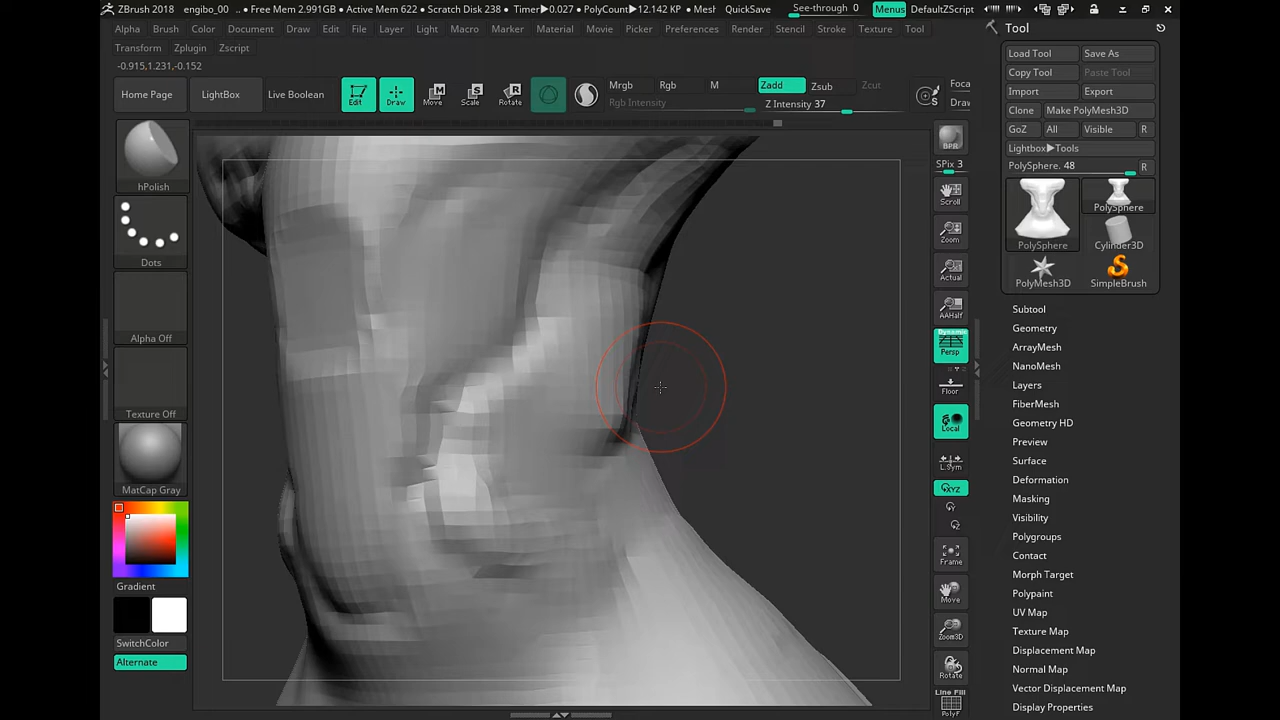 ZBrush 2018 engibo_00 .. • Free Mem 2.991GB • Active Mem 622 • Scratch Disk 238 • Timer▶0.027 • PolyCount▶12.142 KP • Mesh QuickSave See-through 0 Menus DefaultZScript
Alpha Brush Color Document Draw Edit File Layer Light Macro Marker Material Movie Picker Preferences Render Stencil Stroke Texture Tool
Transform Zplugin Zscript
-0.915,1.231,-0.152
Home Page LightBox Live Boolean Edit Draw Move Scale Rotate
Mrgb Rgb M Zadd Zsub Zcut Foca
Rgb Intensity Z Intensity 37 Draw
hPolish
Dots
Alpha Off
Texture Off
MatCap Gray
Gradient
SwitchColor
Alternate
BPR
SPix 3
Scroll
Zoom
Actual
AAHalf
Dynamic
Persp
Floor
Local
L.Sym
XYZ
Frame
Move
Zoom3D
Rotate
Line Fill
PolyF
Tool
Load Tool Save As
Copy Tool Paste Tool
Import Export
Clone Make PolyMesh3D
GoZ All Visible R
Lightbox▶Tools
PolySphere. 48 R
PolySphere
PolySphere Cylinder3D
PolyMesh3D SimpleBrush
Subtool
Geometry
ArrayMesh
NanoMesh
Layers
FiberMesh
Geometry HD
Preview
Surface
Deformation
Masking
Visibility
Polygroups
Contact
Morph Target
Polypaint
UV Map
Texture Map
Displacement Map
Normal Map
Vector Displacement Map
Display Properties